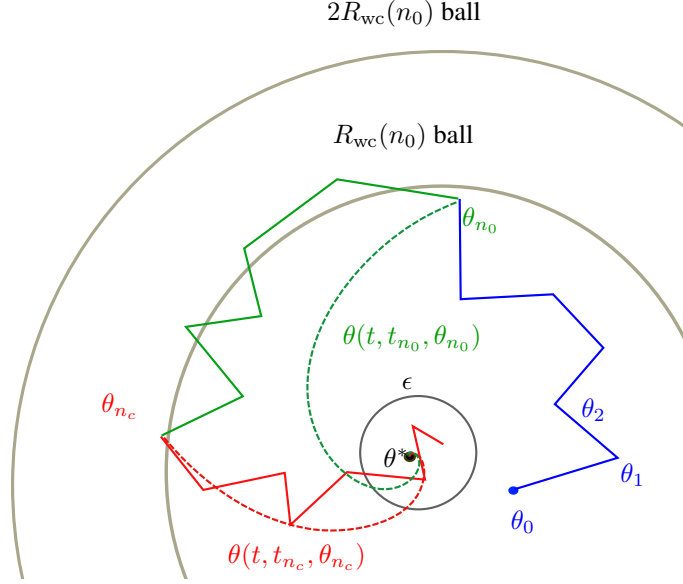 2R_wc(n_0) ball
R_wc(n_0) ball
θ_{n_0}
θ(t, t_{n_0}, θ_{n_0})
ϵ
θ_{n_c}
θ_2
θ*
θ_1
θ_0
θ(t, t_{n_c}, θ_{n_c})